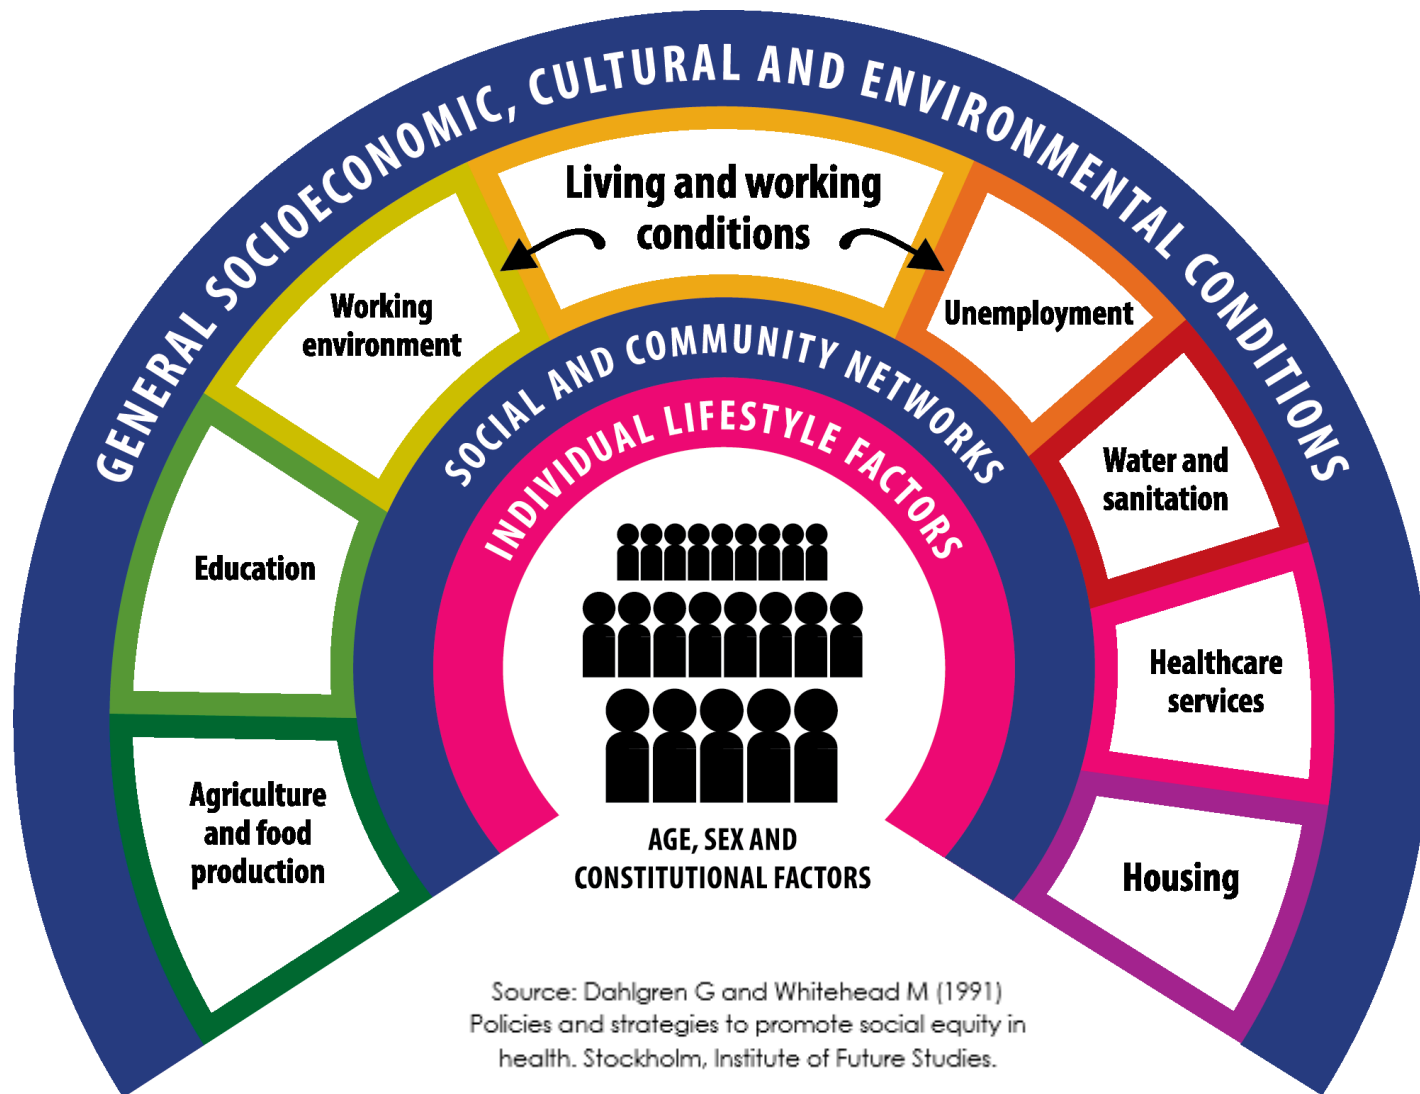 GENERAL SOCIOECONOMIC, CULTURAL AND ENVIRONMENTAL CONDITIONS
Living and working
conditions
Working
environment
Unemployment
SOCIAL AND COMMUNITY NETWORKS
INDIVIDUAL LIFESTYLE FACTORS
Water and
sanitation
Education
Healthcare
services
Agriculture
and food
production
Housing
AGE, SEX AND
CONSTITUTIONAL FACTORS
Source: Dahlgren G and Whitehead M (1991)
Policies and strategies to promote social equity in
health. Stockholm, Institute of Future Studies.